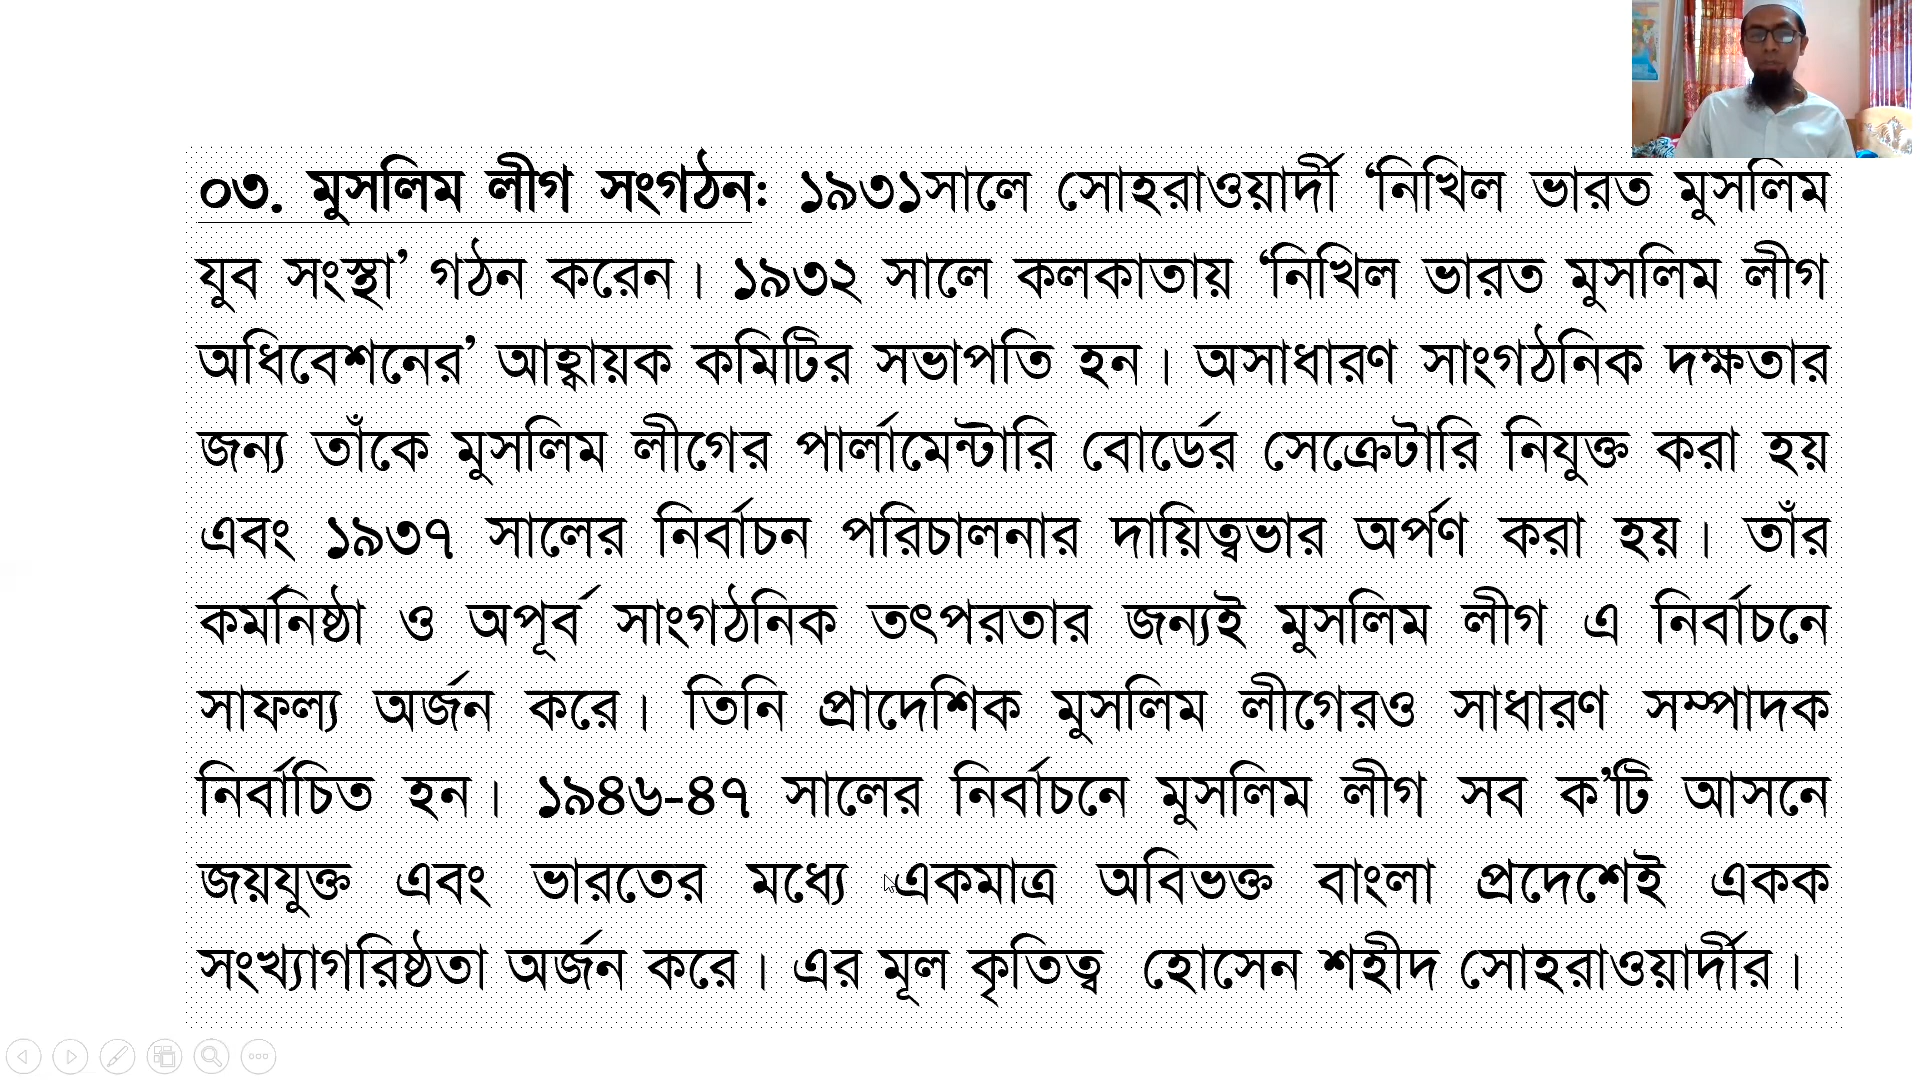 ০৩. মুসলিম লীগ সংগঠন: ১৯৩১সালে সোহরাওয়ার্দী ‘নিখিল ভারত মুসলিম
যুব সংস্থা’ গঠন করেন। ১৯৩২ সালে কলকাতায় ‘নিখিল ভারত মুসলিম লীগ
অধিবেশনের’ আহ্বায়ক কমিটির সভাপতি হন। অসাধারণ সাংগঠনিক দক্ষতার
জন্য তাঁকে মুসলিম লীগের পার্লামেন্টারি বোর্ডের সেক্রেটারি নিযুক্ত করা হয়
এবং ১৯৩৭ সালের নির্বাচন পরিচালনার দায়িত্বভার অর্পণ করা হয়। তাঁর
কর্মনিষ্ঠা ও অপূর্ব সাংগঠনিক তৎপরতার জন্যই মুসলিম লীগ এ নির্বাচনে
সাফল্য অর্জন করে। তিনি প্রাদেশিক মুসলিম লীগেরও সাধারণ সম্পাদক
নির্বাচিত হন। ১৯৪৬-৪৭ সালের নির্বাচনে মুসলিম লীগ সব ক’টি আসনে
জয়যুক্ত এবং ভারতের মধ্যে একমাত্র অবিভক্ত বাংলা প্রদেশেই একক
সংখ্যাগরিষ্ঠতা অর্জন করে। এর মূল কৃতিত্ব হোসেন শহীদ সোহরাওয়ার্দীর।